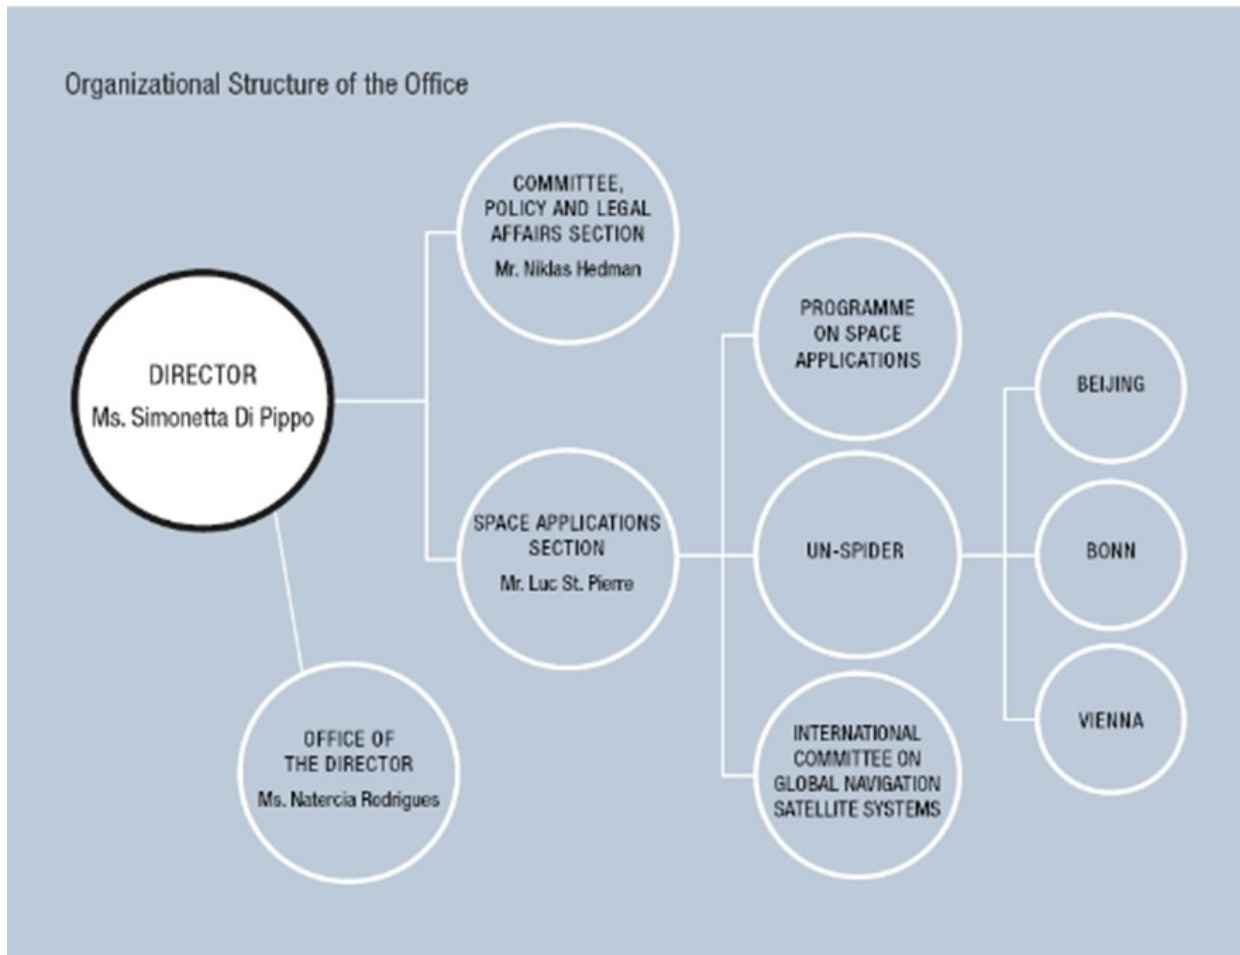 Organizational Structure of the Office
COMMITTEE,
POLICY AND LEGAL
AFFAIRS SECTION
Mr. Niklas Hedman
DIRECTOR
Ms. Simonetta Di Pippo
SPACE APPLICATIONS
SECTION
Mr. Luc St. Pierre
OFFICE OF
THE DIRECTOR
Ms. Natercia Rodrigues
PROGRAMME
ON SPACE
APPLICATIONS
UN-SPIDER
INTERNATIONAL
COMMITTEE ON
GLOBAL NAVIGATION
SATELLITE SYSTEMS
BEIJING
BONN
VIENNA